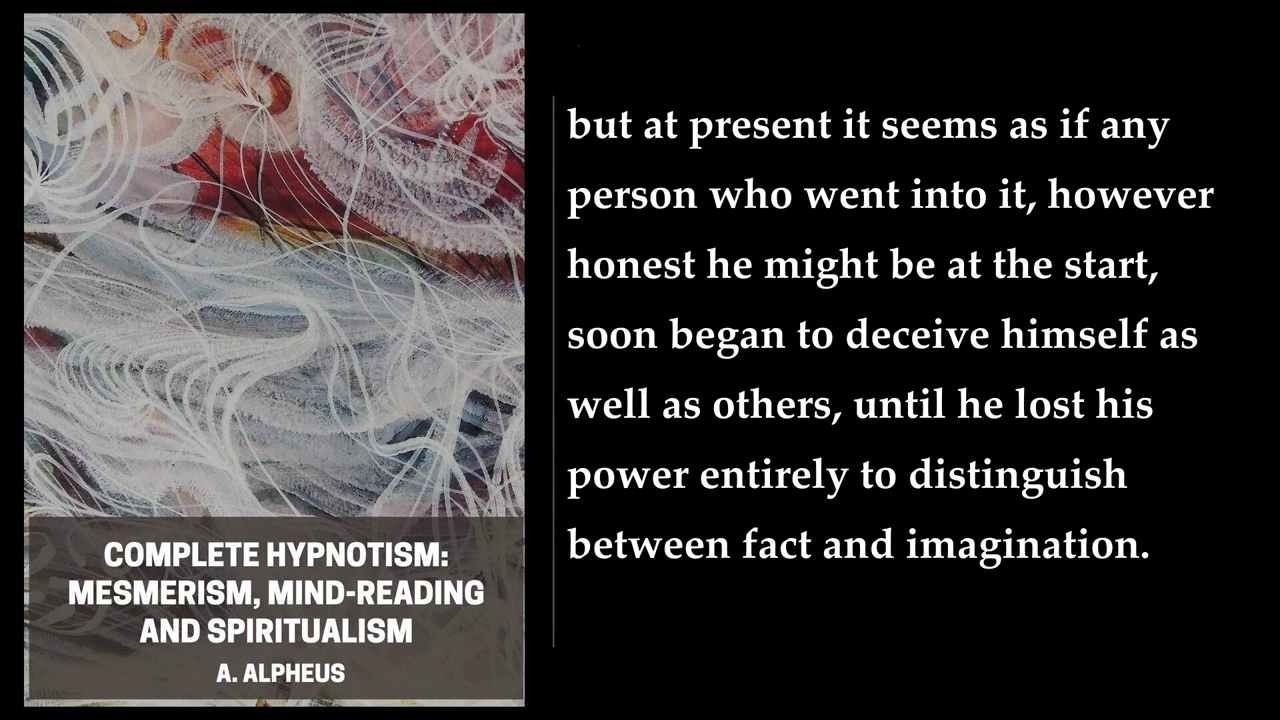 but at present it seems as if any
person who went into it, however
honest he might be at the start,
soon began to deceive himself as
well as others, until he lost his
power entirely to distinguish
between fact and imagination.
COMPLETE HYPNOTISM:
MESMERISM, MIND-READING
AND SPIRITUALISM
A. ALPHEUS